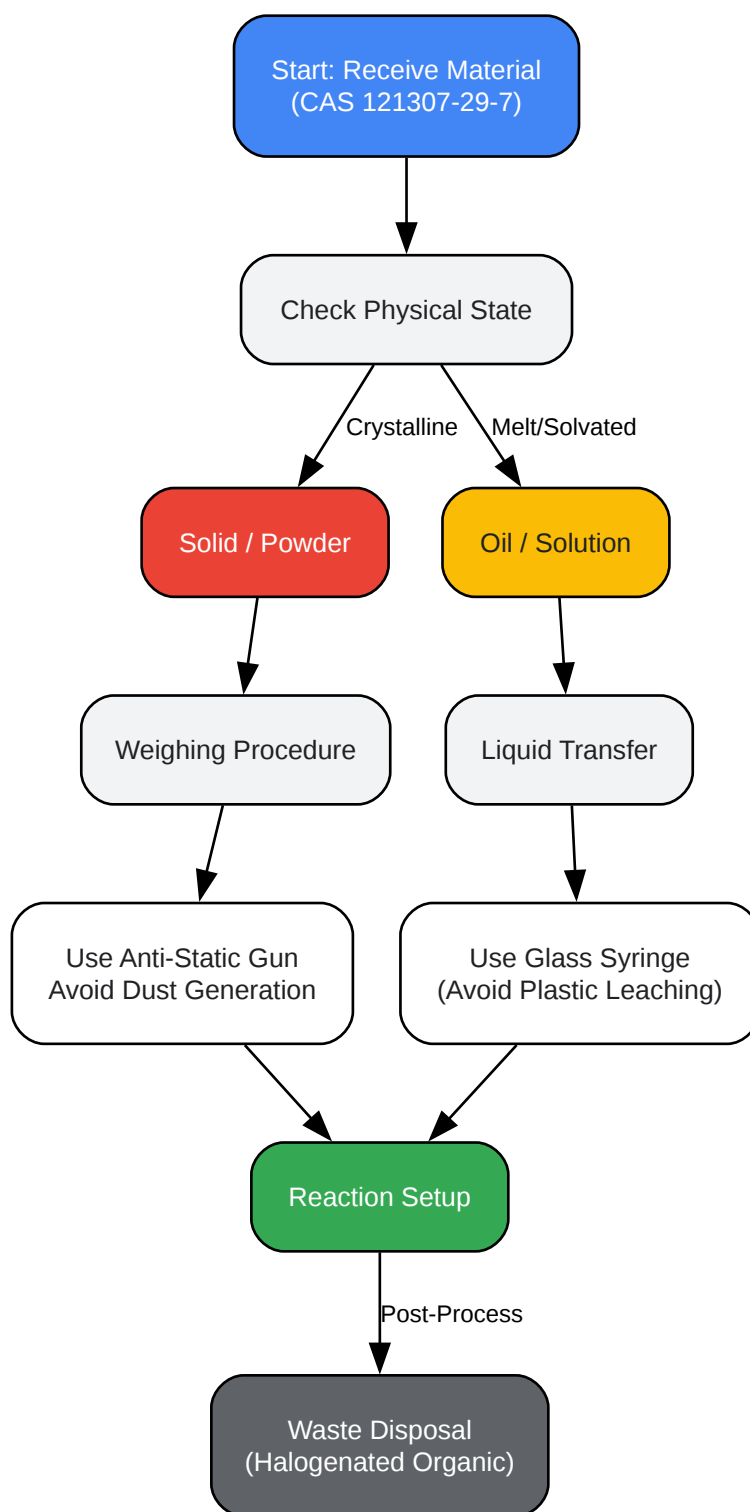 Start: Receive Material
(CAS 121307-29-7)
Check Physical State
Crystalline
Melt/Solvated
Solid / Powder
Oil / Solution
Weighing Procedure
Liquid Transfer
Use Anti-Static Gun
Avoid Dust Generation
Use Glass Syringe
(Avoid Plastic Leaching)
Reaction Setup
Post-Process
Waste Disposal
(Halogenated Organic)